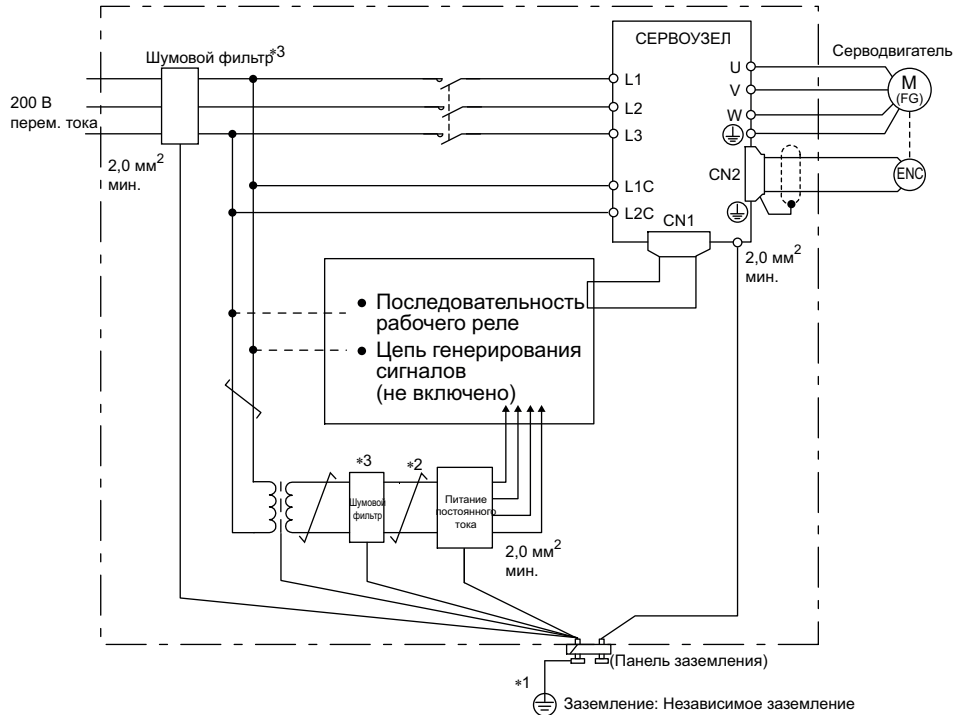 Шумовой фильтр*3
СЕРВОУЗЕЛ
Серводвигатель
200 В
перем. тока
2,0 мм2
мин.
L1
L2
L3
L1C
L2C
U
V
W
M
(FG)
CN2
ENC
CN1
2,0 мм2
мин.
• Последовательность
рабочего реле
• Цепь генерирования
сигналов
(не включено)
*3
*2
Шумовой
фильтр
Питание
постоянного
тока
2,0 мм2
мин.
(Панель заземления)
*1
Заземление: Независимое заземление